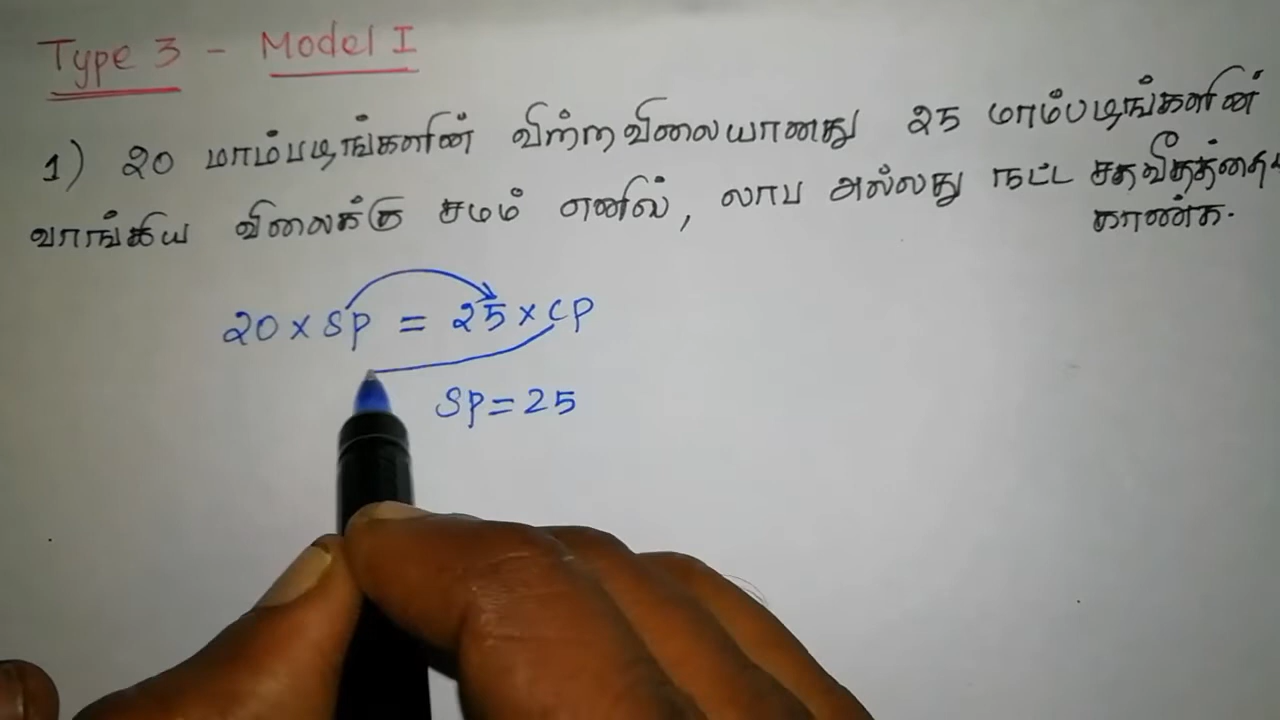 Type 3 - Model I
1) 20 மாம்பழங்களின் விற்றவிலையானது 25 மாம்பழங்களின்
வாங்கிய விலைக்கு சமம் எனில், லாப அல்லது நட்ட சதவீதத்தை
காண்க.
20 × SP = 25 × CP
SP = 25